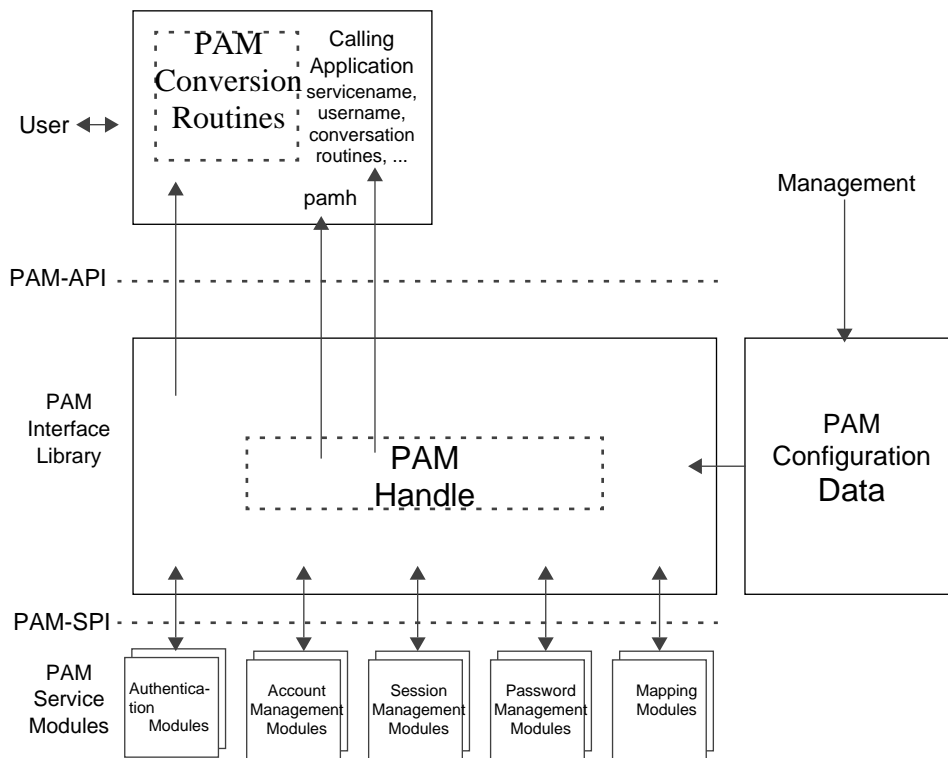 PAM
Conversion
Routines
Calling
Application
servicename,
username,
conversation
routines, ...
User
pamh
Management
PAM-API
PAM
Interface
Library
PAM
Handle
PAM
Configuration
Data
PAM-SPI
PAM
Service
Modules
Authentica-
tion
Modules
Account
Management
Modules
Session
Management
Modules
Password
Management
Modules
Mapping
Modules